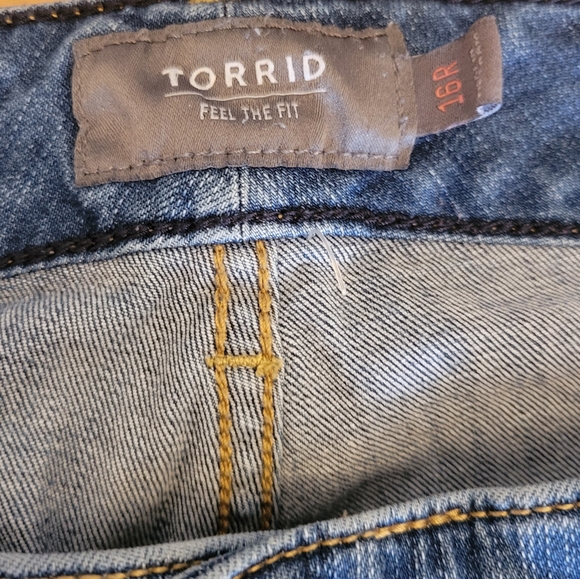 TORRID
FEEL THE FIT
16R